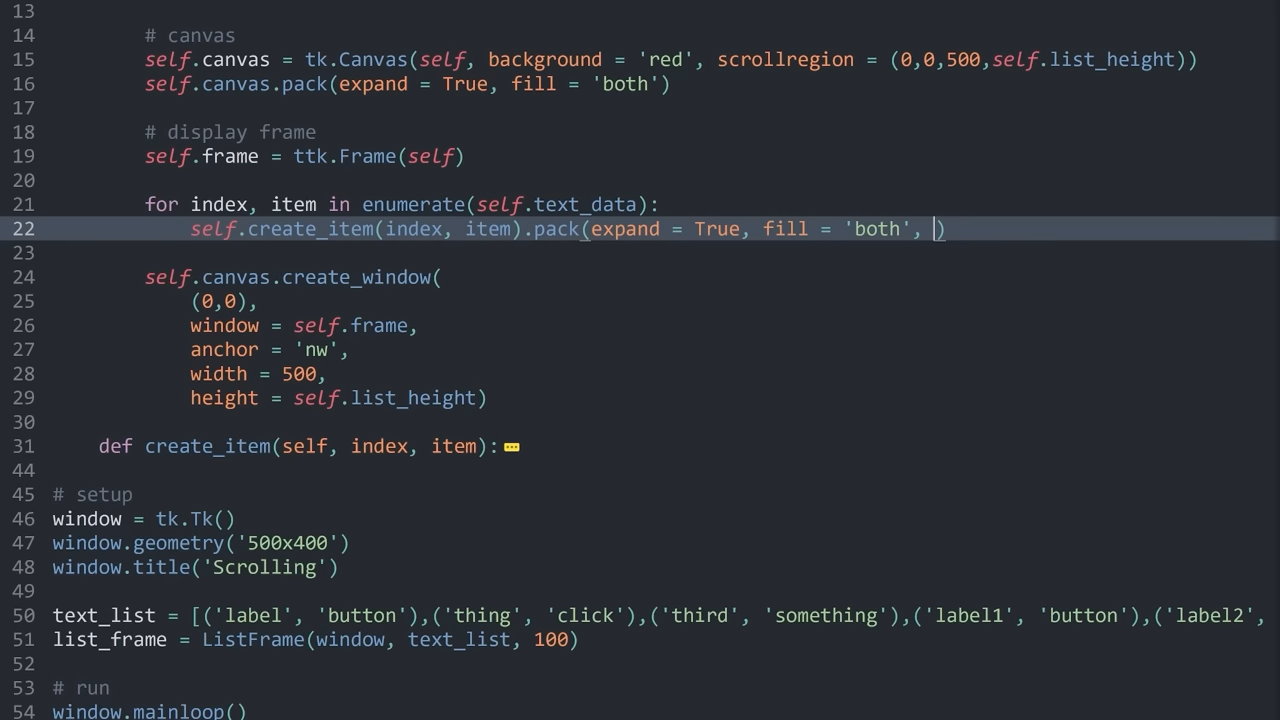 13
14 # canvas
15 self.canvas = tk.Canvas(self, background = 'red', scrollregion = (0,0,500,self.list_height))
16 self.canvas.pack(expand = True, fill = 'both')
17
18 # display frame
19 self.frame = ttk.Frame(self)
20
21 for index, item in enumerate(self.text_data):
22 self.create_item(index, item).pack(expand = True, fill = 'both', )
23
24 self.canvas.create_window(
25 (0,0),
26 window = self.frame,
27 anchor = 'nw',
28 width = 500,
29 height = self.list_height)
30
31 def create_item(self, index, item):
44
45 # setup
46 window = tk.Tk()
47 window.geometry('500x400')
48 window.title('Scrolling')
49
50 text_list = [('label', 'button'),('thing', 'click'),('third', 'something'),('label1', 'button'),('label2',
51 list_frame = ListFrame(window, text_list, 100)
52
53 # run
54 window.mainloop()